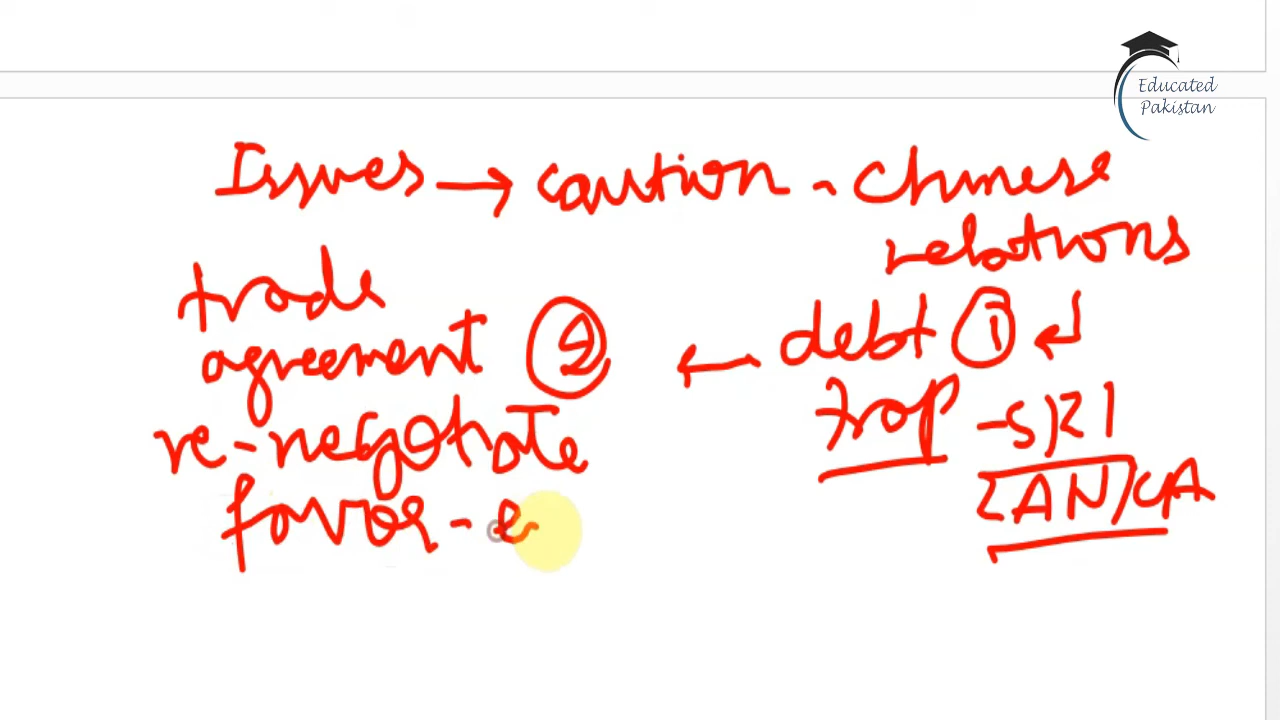 Educated
Pakistan
Issues → caution - Chinese
relations
debt ① ↲
trap - SRI
LANKA
←
trade
agreement ②
re-negotiate
favor - e